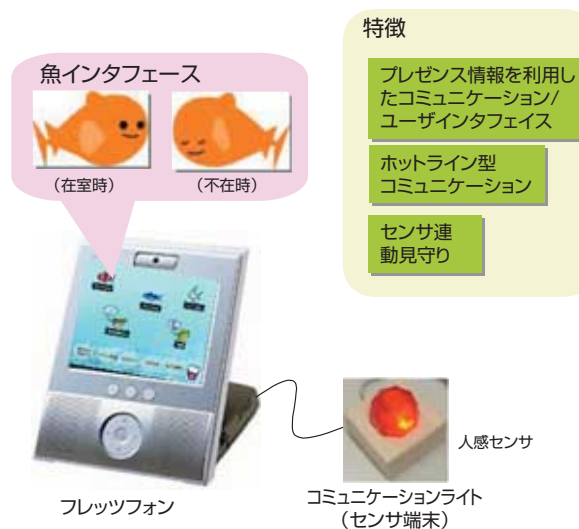 特徴
魚インタフェース
(在室時)
(不在時)
プレゼンス情報を利用し
たコミュニケーション/
ユーザインタフェイス
ホットライン型
コミュニケーション
センサ連
動見守り
人感センサ
フレッツフォン
コミュニケーションライト
(センサ端末)